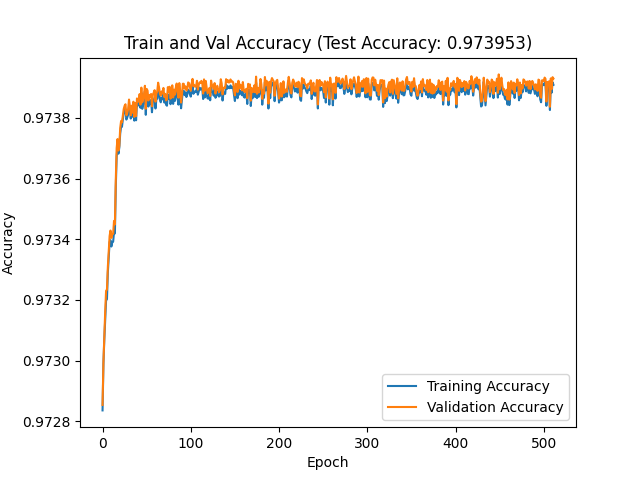 Train and Val Accuracy (Test Accuracy: 0.973953)
0.9738
0.9736
0.9734
0.9732
0.9730
0.9728
Accuracy
0
100
200
300
400
500
Epoch
Training Accuracy
Validation Accuracy